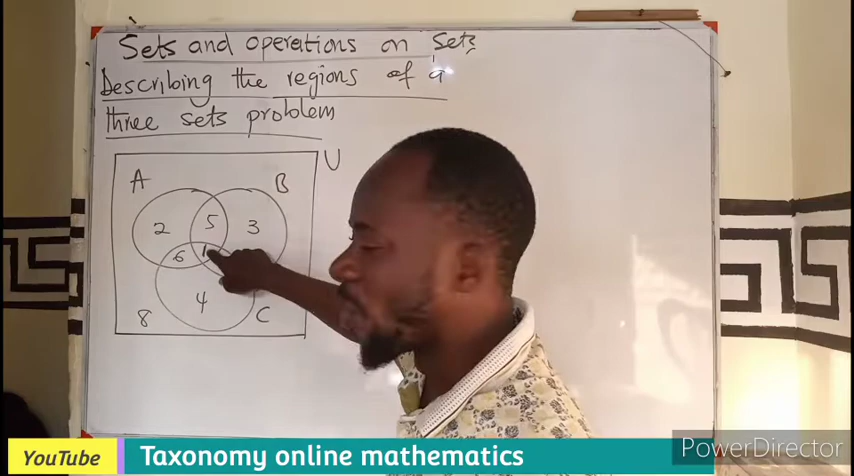 Sets and operations on Sets
Describing the regions of a
three sets problem
U
A
B
2
5
3
6
1
4
8
C
YouTube
Taxonomy online mathematics
PowerDirector